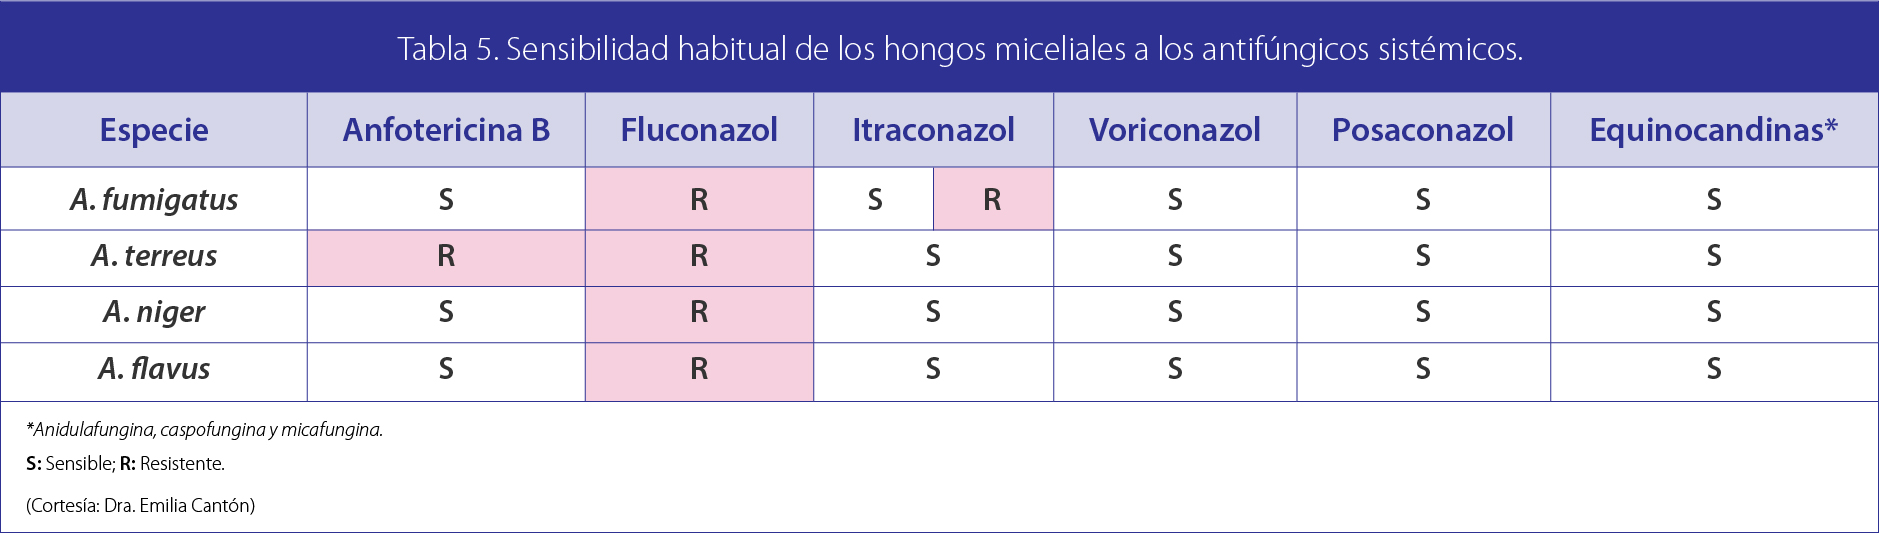 Tabla 5. Sensibilidad habitual de los hongos miceliales a los antifúngicos sistémicos.
Especie Anfotericina B Fluconazol Itraconazol Voriconazol Posaconazol Equinocandinas*
A. fumigatus S R S R S S S
A. terreus R R S S S S
A. niger S R S S S S
A. flavus S R S S S S
*Anidulafungina, caspofungina y micafungina.
S: Sensible; R: Resistente.
(Cortesía: Dra. Emilia Cantón)